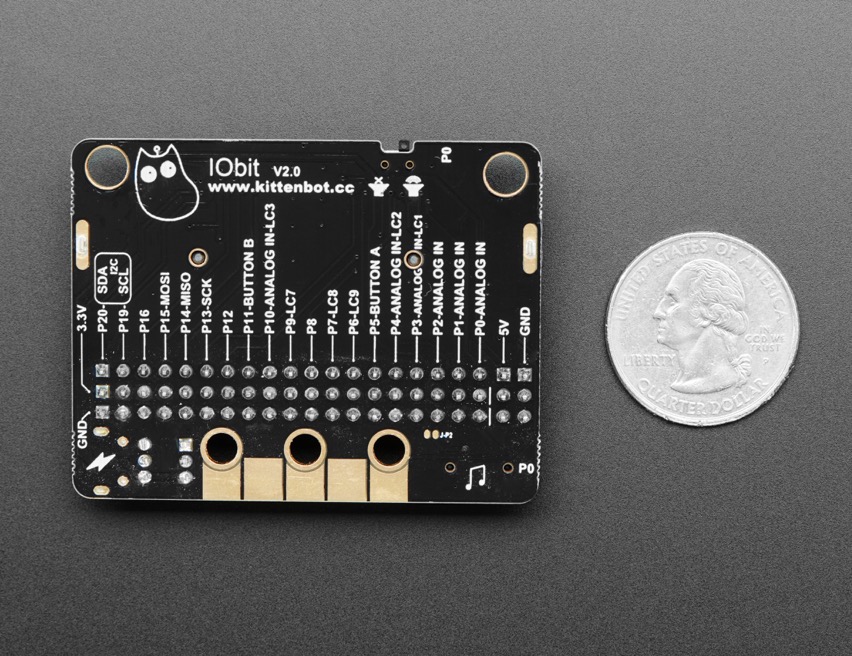 IObit V2.0
www.kittenbot.cc
P0
3.3V
P20-SDA
I2C
P19-SCL
P16
P15-MOSI
P14-MISO
P13-SCK
P12
P11-BUTTON B
P10-ANALOG IN-LC3
P9-LC7
P8
P7-LC8
P6-LC9
P5-BUTTON A
P4-ANALOG IN-LC2
P3-ANALOG IN-LC1
P2-ANALOG IN
P1-ANALOG IN
P0-ANALOG IN
5V
GND
GND
J-P2
P0
UNITED STATES OF AMERICA
LIBERTY
IN
GOD WE
TRUST
QUARTER DOLLAR